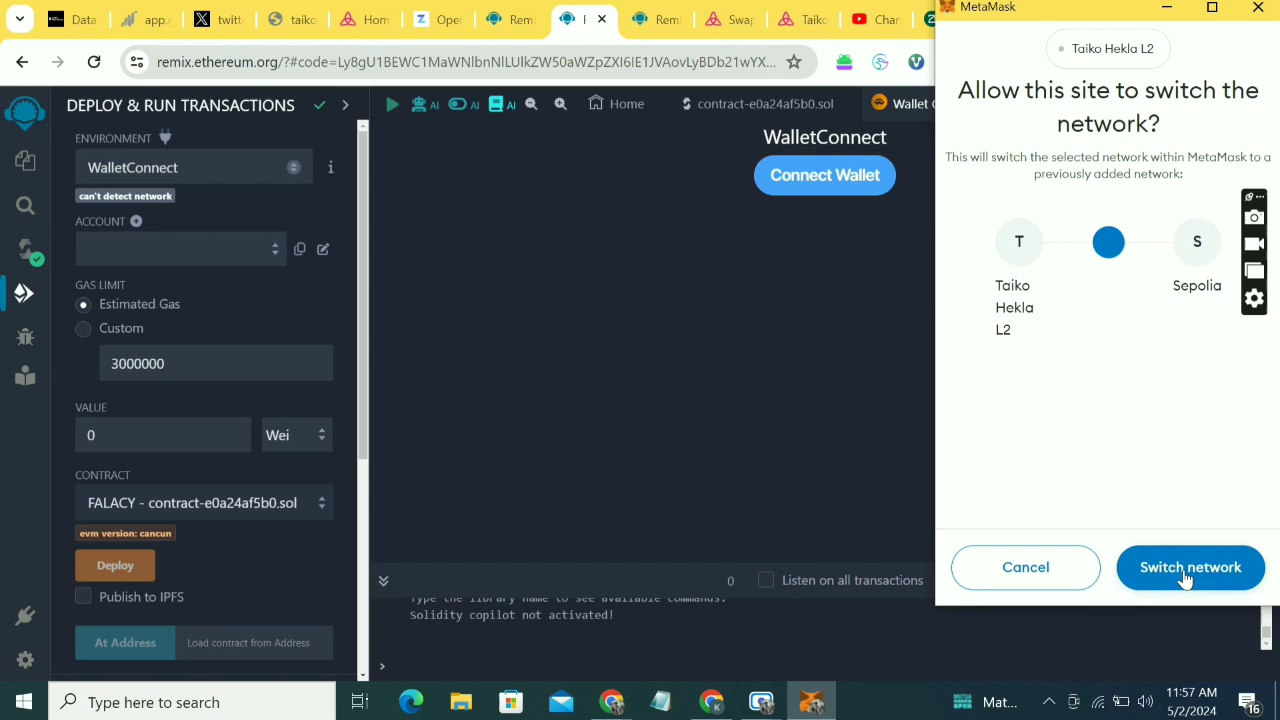 Data
app.g
twitt
taiko
Hom
Oper
Remi
F
Remi
Swap
Taiko
Chan
MetaMask
remix.ethereum.org/?#code=Ly8gU1BEWC1MaWNlbnNlLUlkZW50aWZpZXI6IE1JVAovLyBDb21wYX...
Taiko Hekla L2
Allow this site to switch the
network?
This will switch the selected network within MetaMask to a
previously added network:
T
S
Taiko
Hekla
L2
Sepolia
Cancel
Switch network
DEPLOY & RUN TRANSACTIONS
AI
AI
AI
Home
contract-e0a24af5b0.sol
Wallet C
ENVIRONMENT
WalletConnect
i
can't detect network
ACCOUNT
GAS LIMIT
Estimated Gas
Custom
3000000
VALUE
0
Wei
CONTRACT
FALACY - contract-e0a24af5b0.sol
evm version: cancun
Deploy
Publish to IPFS
At Address
Load contract from Address
WalletConnect
Connect Wallet
0
Listen on all transactions
Type the library name to see available commands.
Solidity copilot not activated!
>
Type here to search
Mat...
11:57 AM
5/2/2024
16